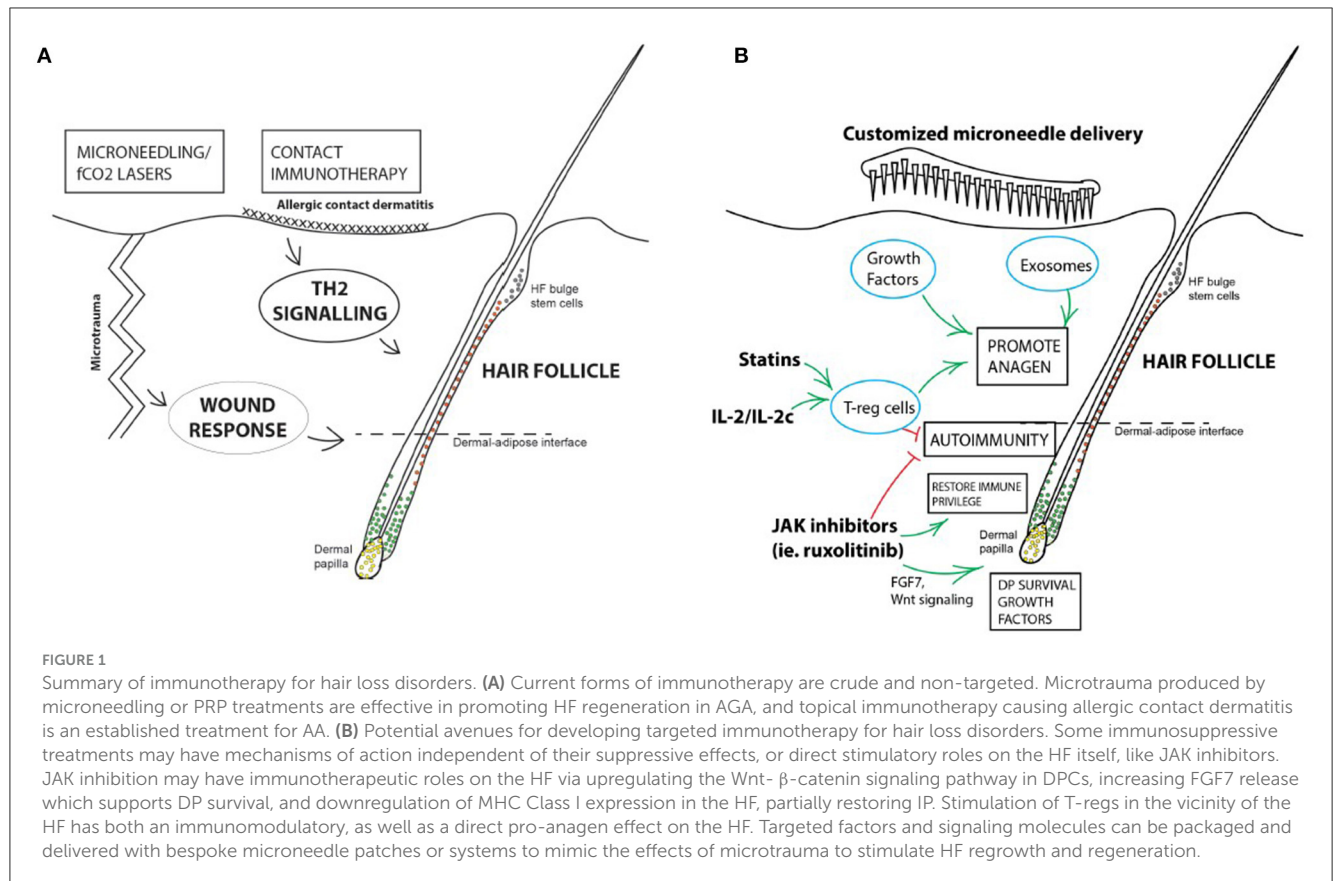 A
MICRONEEDLING/
fCO2 LASERS
CONTACT
IMMUNOTHERAPY
Allergic contact dermatitis
XXXXXXXXXXXXXXXXXXXX
Microtrauma
TH2
SIGNALLING
HF bulge
stem cells
HAIR FOLLICLE
WOUND
RESPONSE
Dermal-adipose interface
Dermal
papilla
B
Customized microneedle delivery
Growth
Factors
Exosomes
HF bulge
stem cells
PROMOTE
ANAGEN
HAIR FOLLICLE
Statins
IL-2/IL-2c
T-reg cells
AUTOIMMUNITY
Dermal-adipose interface
RESTORE IMMUNE
PRIVILEGE
JAK inhibitors
(ie. ruxolitinib)
Dermal
papilla
FGF7,
Wnt signaling
DP SURVIVAL
GROWTH
FACTORS
FIGURE 1
Summary of immunotherapy for hair loss disorders. (A) Current forms of immunotherapy are crude and non-targeted. Microtrauma produced by
microneedling or PRP treatments are effective in promoting HF regeneration in AGA, and topical immunotherapy causing allergic contact dermatitis
is an established treatment for AA. (B) Potential avenues for developing targeted immunotherapy for hair loss disorders. Some immunosuppressive
treatments may have mechanisms of action independent of their suppressive effects, or direct stimulatory roles on the HF itself, like JAK inhibitors.
JAK inhibition may have immunotherapeutic roles on the HF via upregulating the Wnt- β-catenin signaling pathway in DPCs, increasing FGF7 release
which supports DP survival, and downregulation of MHC Class I expression in the HF, partially restoring IP. Stimulation of T-regs in the vicinity of the
HF has both an immunomodulatory, as well as a direct pro-anagen effect on the HF. Targeted factors and signaling molecules can be packaged and
delivered with bespoke microneedle patches or systems to mimic the effects of microtrauma to stimulate HF regrowth and regeneration.